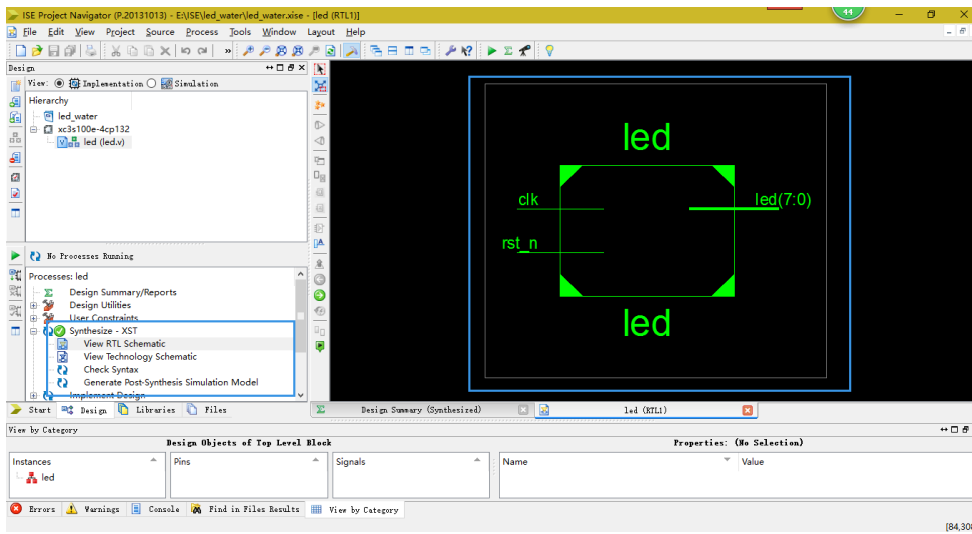 ISE Project Navigator (P.20131013) - E:\ISE\led_water\led_water.xise - [led (RTL1)]
44
File Edit View Project Source Process Tools Window Layout Help
Design
View: Implementation Simulation
Hierarchy
led_water
xc3s100e-4cp132
led (led.v)
No Processes Running
Processes: led
Design Summary/Reports
Design Utilities
User Constraints
Synthesize - XST
View RTL Schematic
View Technology Schematic
Check Syntax
Generate Post-Synthesis Simulation Model
Implement Design
led
clk
led(7:0)
rst_n
led
Start Design Libraries Files
Design Summary (Synthesized)
led (RTL1)
View by Category
Design Objects of Top Level Block
Properties: (No Selection)
Instances
Pins
Signals
Name
Value
led
Errors Warnings Console Find in Files Results View by Category
[84,308